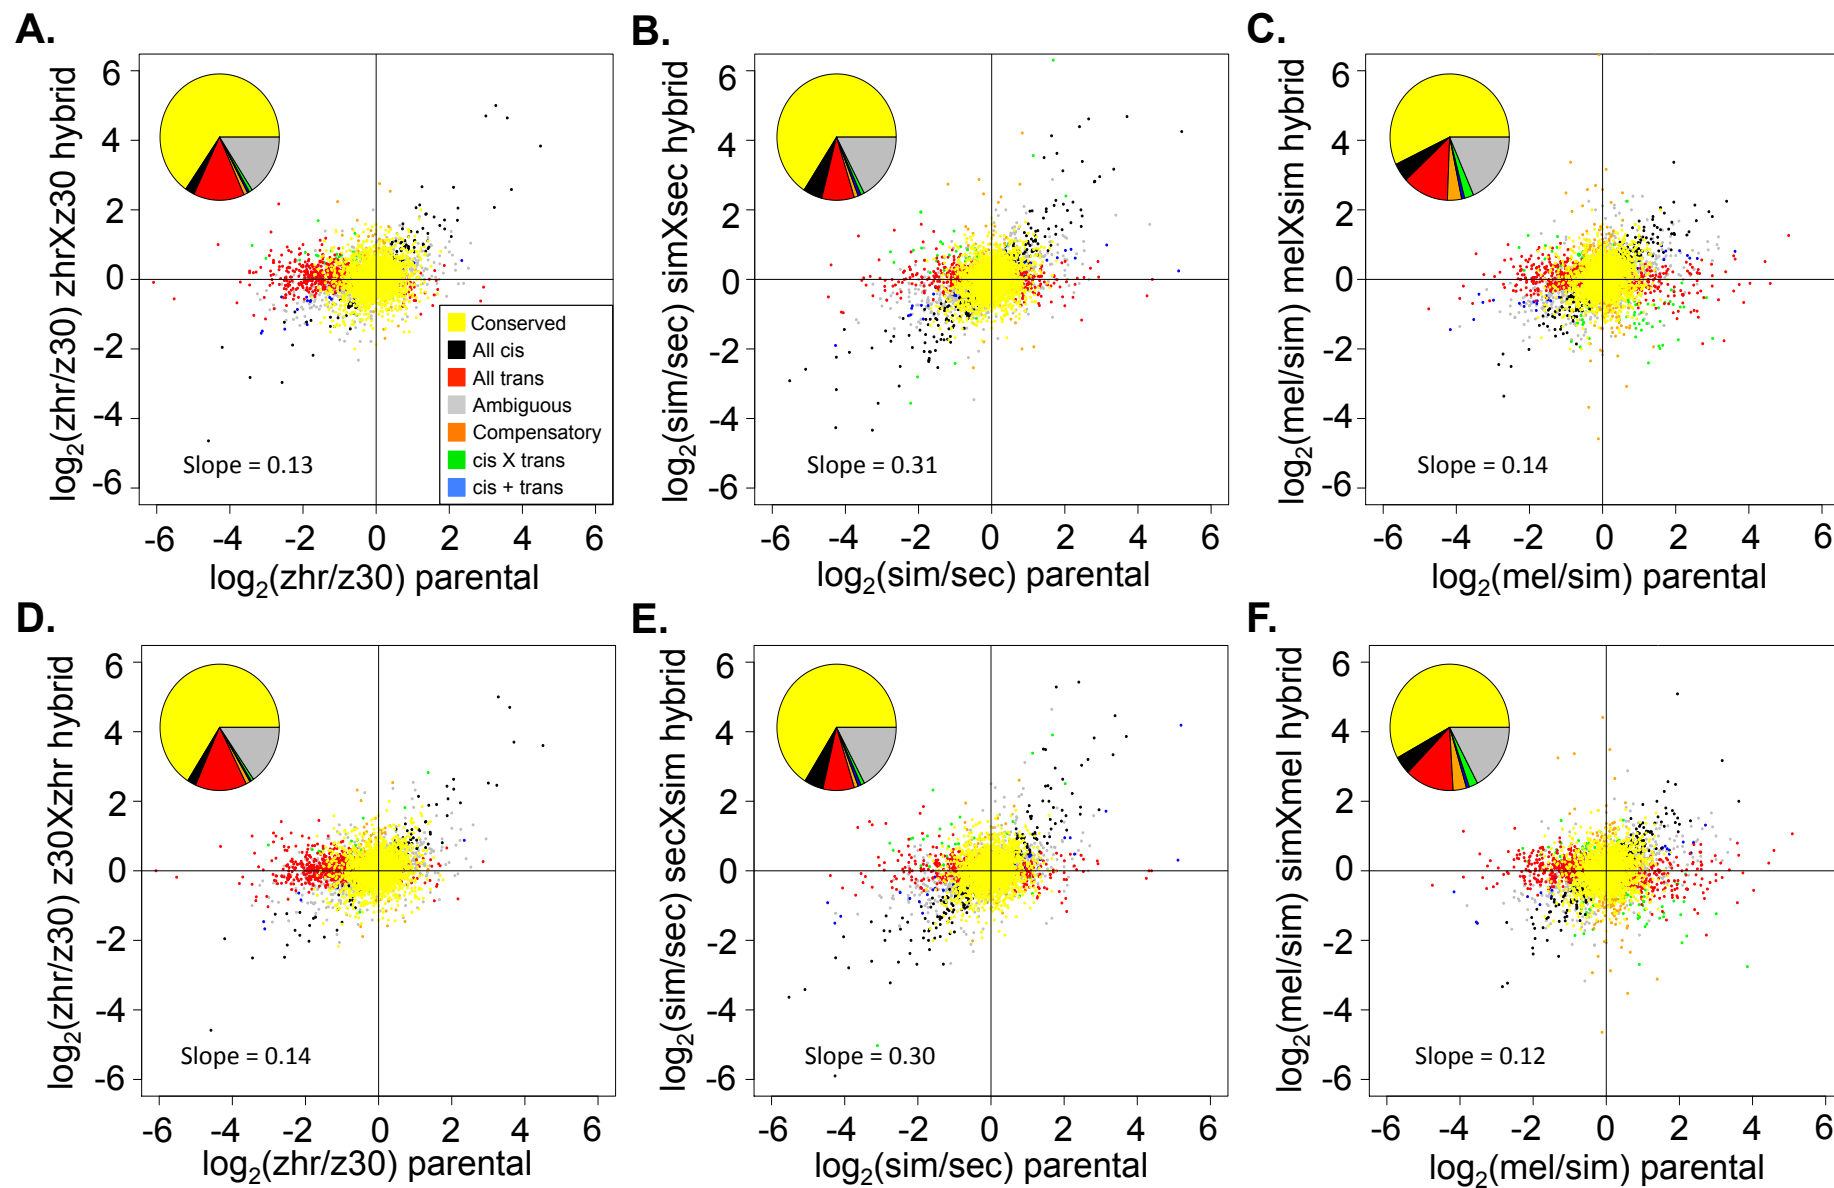 A.
log2(zhr/z30) zhrXz30 hybrid
6
4
2
0
-2
-4
-6
Conserved
All cis
All trans
Ambiguous
Compensatory
cis X trans
cis + trans
Slope = 0.13
-6 -4 -2 0 2 4 6
log2(zhr/z30) parental
B.
log2(sim/sec) simXsec hybrid
6
4
2
0
-2
-4
-6
Slope = 0.31
-6 -4 -2 0 2 4 6
log2(sim/sec) parental
C.
log2(mel/sim) melXsim hybrid
6
4
2
0
-2
-4
-6
Slope = 0.14
-6 -4 -2 0 2 4 6
log2(mel/sim) parental
D.
log2(zhr/z30) z30Xzhr hybrid
6
4
2
0
-2
-4
-6
Slope = 0.14
-6 -4 -2 0 2 4 6
log2(zhr/z30) parental
E.
log2(sim/sec) secXsim hybrid
6
4
2
0
-2
-4
-6
Slope = 0.30
-6 -4 -2 0 2 4 6
log2(sim/sec) parental
F.
log2(mel/sim) simXmel hybrid
6
4
2
0
-2
-4
-6
Slope = 0.12
-6 -4 -2 0 2 4 6
log2(mel/sim) parental